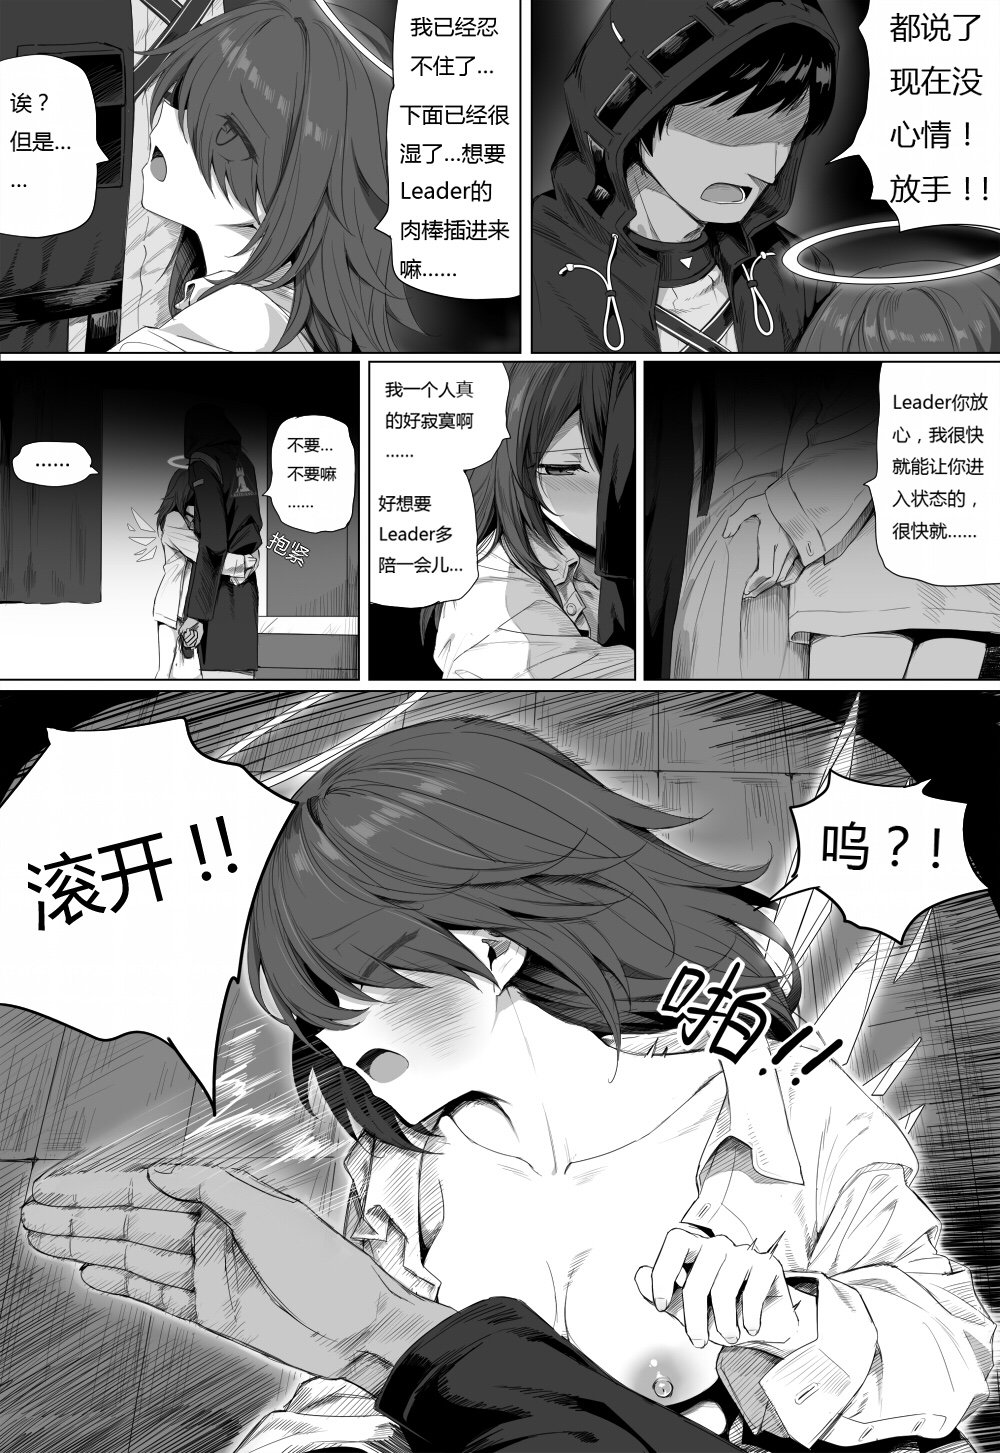 诶？
但是…
…
我已经忍
不住了…
下面已经很
湿了…想要
Leader的
肉棒插进来
嘛……
都说了
现在没
心情！
放手！!
……
不要…
不要嘛
……
抱紧
我一个人真
的好寂寞啊
……
好想要
Leader多
陪一会儿…
Leader你放
心，我很快
就能让你进
入状态的，
很快就……
滚开!!
呜？!
啪!!